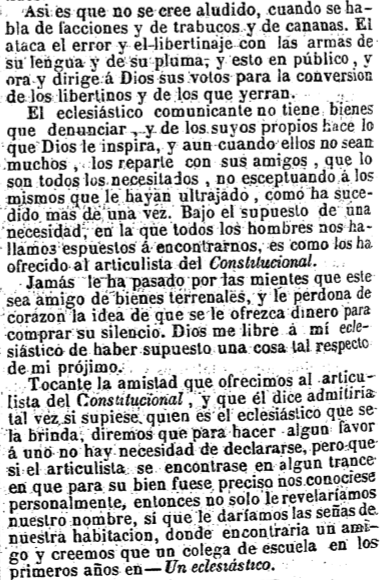 Asi es que no se cree aludido, cuando se ha-
bla de facciones y de trabucos y de cananas. El
ataca el error y el libertinaje con las armas de
su lengua y de su pluma; y esto en público, y
ora y dirige á Dios sus votos para la conversion
de los libertinos y de los que yerran.
El eclesiástico comunicante no tiene bienes
que denunciar, y de los suyos propios hace lo
que Dios le inspira, y aun cuando ellos no sean
muchos, los reparte con sus amigos, que lo
son todos los necesitados, no esceptuando á los
mismos que le hayan ultrajado, como ha suce-
dido mas de una vez. Bajo el supuesto de una
necesidad, en la que todos los hombres nos ha-
llamos espuestos á encontrarnos, es como los ha
ofrecido al articulista del Constitucional.
Jamás le ha pasado por las mientes que este
sea amigo de bienes terrenales, y le perdona de
corazon la idea de que se le ofrezca dinero para
comprar su silencio. Dios me libre á mí ecle-
siástico de haber supuesto una cosa tal respecto
de mi prójimo.
Tocante la amistad que ofrecimos al articu-
lista del Constitucional, y que él dice admitiria
tal vez si supiese quien es el eclesiástico que se
la brinda, diremos que para hacer algun favor
á uno no hay necesidad de declararse, pero que
si el articulista se encontrase en algun trance
en que para su bien fuese preciso nos conociese
personalmente, entonces no solo le revelaríamos
nuestro nombre, si que le daríamos las señas de
nuestra habitacion, donde encontraria un ami-
go y creemos que un colega de escuela en los
primeros años en—Un eclesiástico.